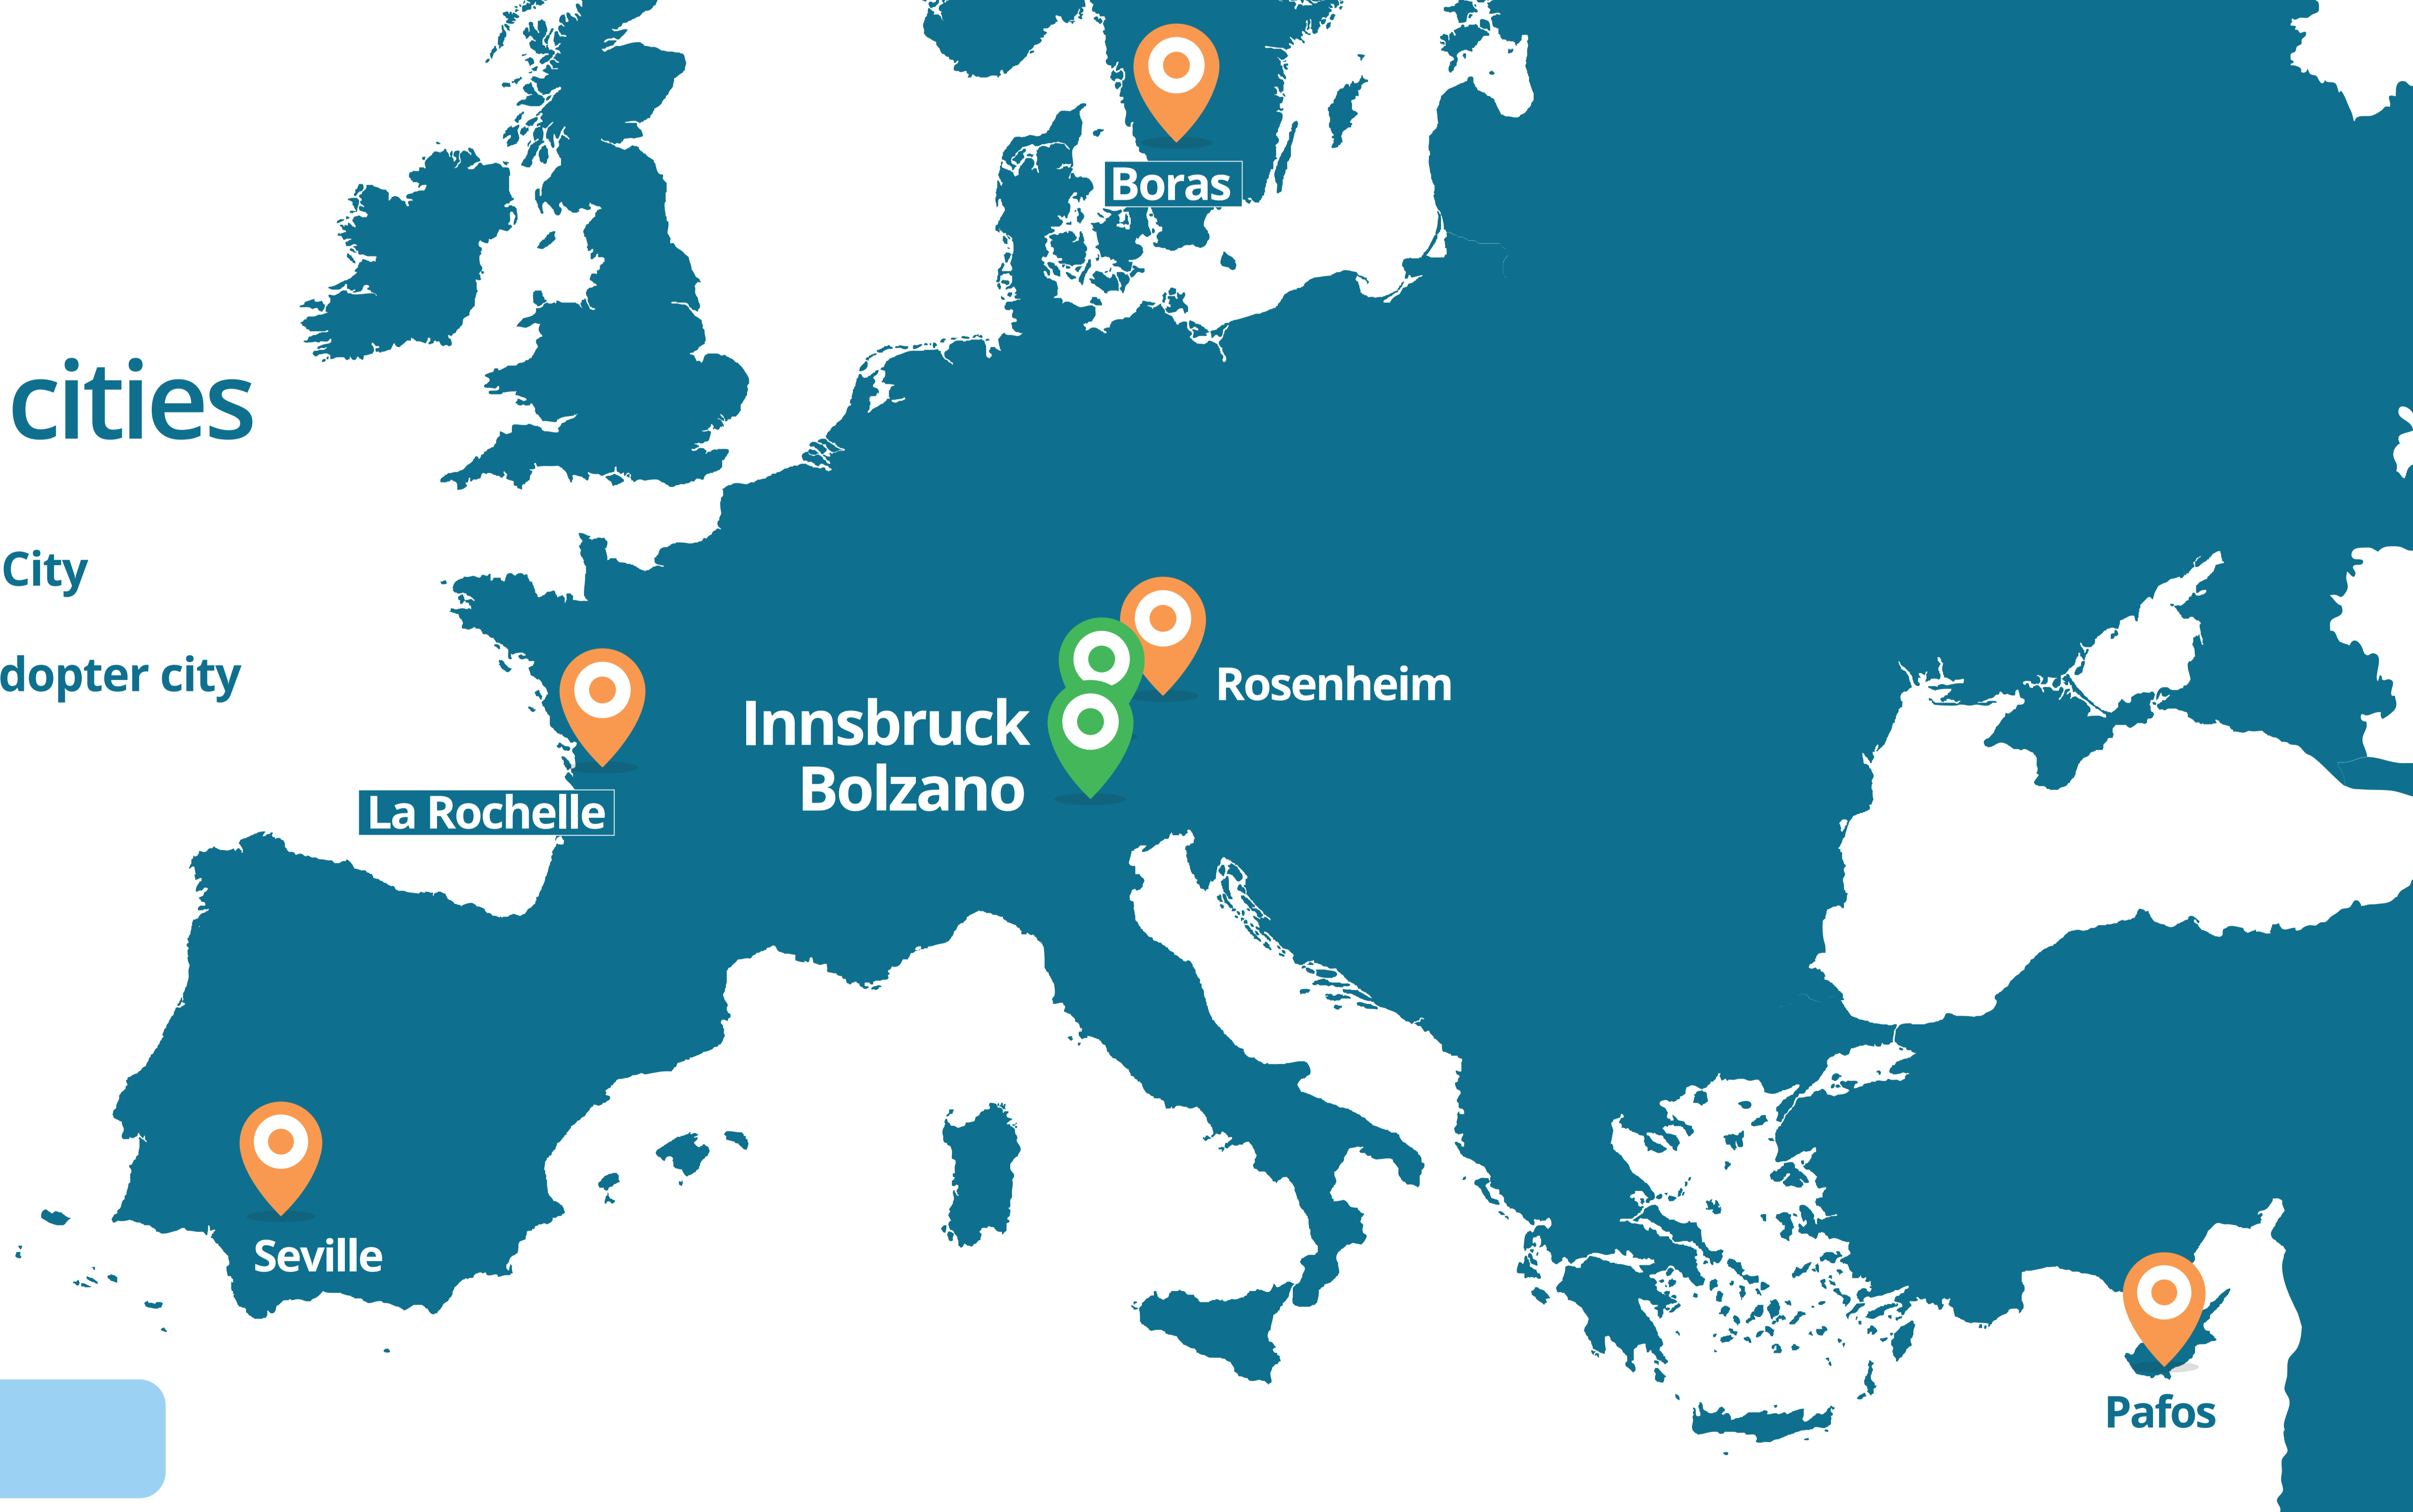 Boras
cities
City
dopter city
Rosenheim
Innsbruck
Bolzano
La Rochelle
Seville
Pafos